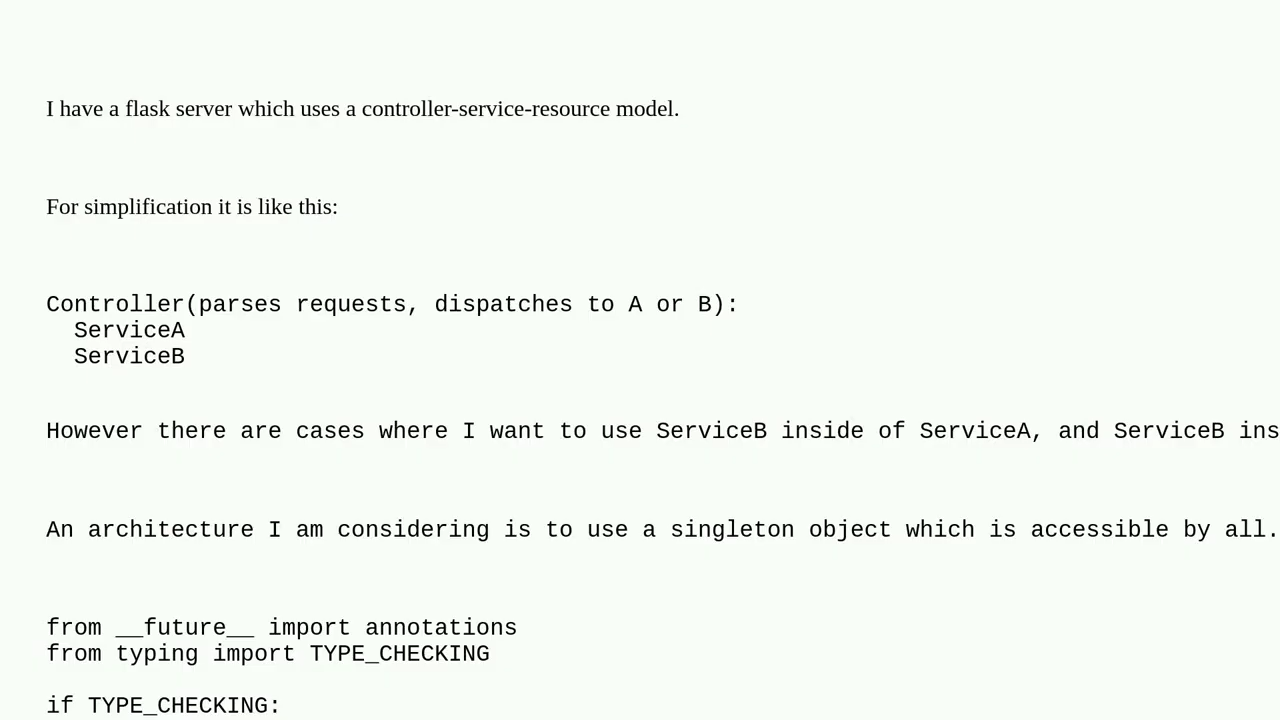 I have a flask server which uses a controller-service-resource model.
For simplification it is like this:
Controller(parses requests, dispatches to A or B):
  ServiceA
  ServiceB
However there are cases where I want to use ServiceB inside of ServiceA, and ServiceB ins
An architecture I am considering is to use a singleton object which is accessible by all.
from __future__ import annotations
from typing import TYPE_CHECKING
if TYPE_CHECKING: